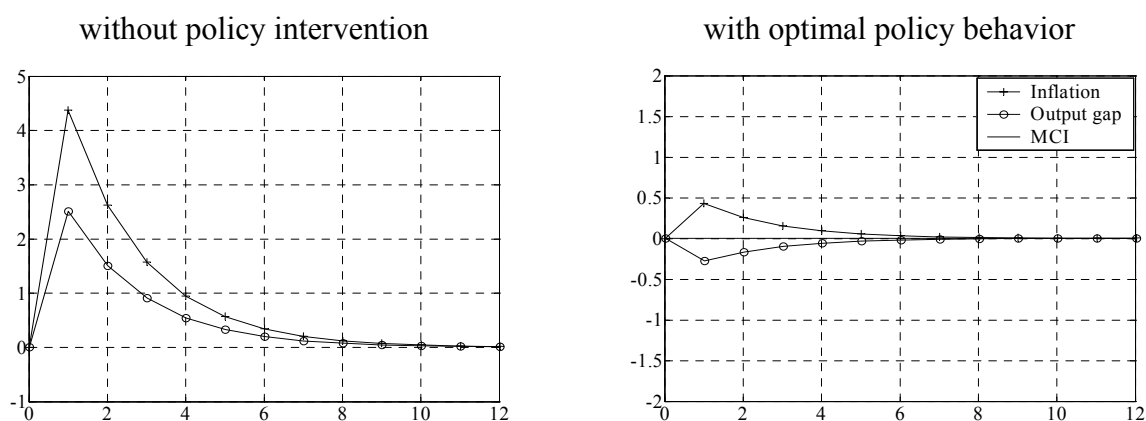 without policy intervention
with optimal policy behavior
5
4
3
2
1
0
-1
0 2 4 6 8 10 12
2
1.5
1
0.5
0
-0.5
-1
-1.5
-2
0 2 4 6 8 10 12
Inflation
Output gap
MCI